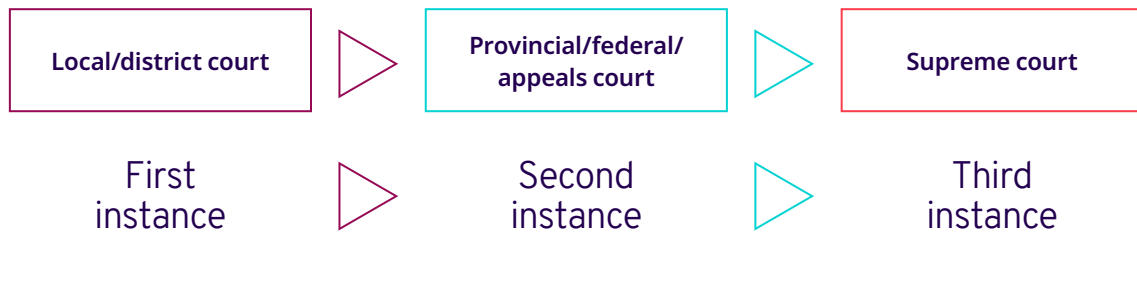 Local/district court
Provincial/federal/
appeals court
Supreme court
First
instance
Second
instance
Third
instance